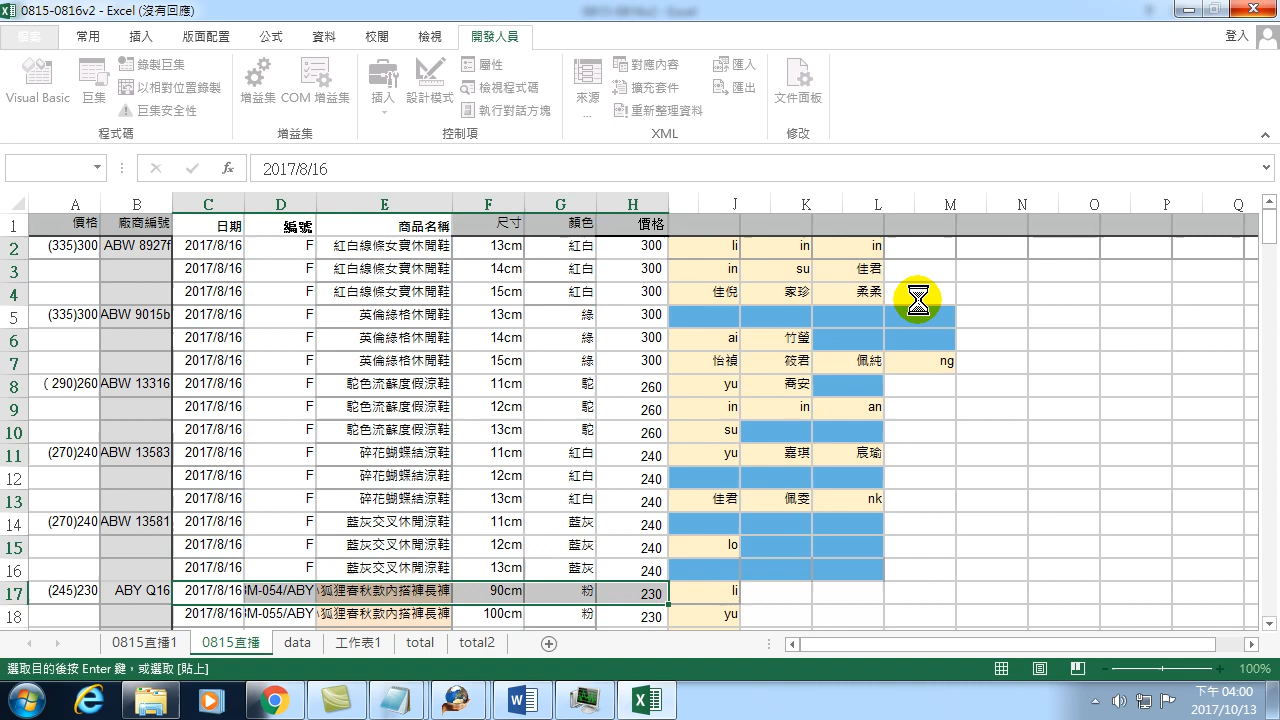 0815-0816v2 - Excel (沒有回應)
檔案 常用 插入 版面配置 公式 資料 校閱 檢視 開發人員 登入
錄製巨集 屬性 對應內容 匯入
以相對位置錄製 檢視程式碼 擴充套件 匯出
Visual Basic 巨集 巨集安全性 增益集 COM 增益集 插入 設計模式 執行對話方塊 來源 ... 重新整理資料 文件面板
程式碼 增益集 控制項 XML 修改
fx 2017/8/16
A B C D E F G H J K L M N O P Q
1 價格 廠商編號 日期 編號 商品名稱 尺寸 顏色 價格
2 (335)300 ABW 8927f 2017/8/16 F 紅白線條女寶休閒鞋 13cm 紅白 300 li in in
3 2017/8/16 F 紅白線條女寶休閒鞋 14cm 紅白 300 in su 佳君
4 2017/8/16 F 紅白線條女寶休閒鞋 15cm 紅白 300 佳倪 家珍 柔柔
5 (335)300 ABW 9015b 2017/8/16 F 英倫綠格休閒鞋 13cm 綠 300
6 2017/8/16 F 英倫綠格休閒鞋 14cm 綠 300 ai 竹瑩
7 2017/8/16 F 英倫綠格休閒鞋 15cm 綠 300 怡禎 筱君 佩純 ng
8 ( 290)260 ABW 13316 2017/8/16 F 駝色流蘇度假涼鞋 11cm 駝 260 yu 喬安
9 2017/8/16 F 駝色流蘇度假涼鞋 12cm 駝 260 in in an
10 2017/8/16 F 駝色流蘇度假涼鞋 13cm 駝 260 su
11 (270)240 ABW 13583 2017/8/16 F 碎花蝴蝶結涼鞋 11cm 紅白 240 yu 嘉琪 宸瑜
12 2017/8/16 F 碎花蝴蝶結涼鞋 12cm 紅白 240
13 2017/8/16 F 碎花蝴蝶結涼鞋 13cm 紅白 240 佳君 佩雯 nk
14 (270)240 ABW 13581 2017/8/16 F 藍灰交叉休閒涼鞋 11cm 藍灰 240
15 2017/8/16 F 藍灰交叉休閒涼鞋 12cm 藍灰 240 lo
16 2017/8/16 F 藍灰交叉休閒涼鞋 13cm 藍灰 240
17 (245)230 ABY Q16 2017/8/16 M-054/ABY 狐狸春秋款內搭褲長褲 90cm 粉 230 li
18 2017/8/16 M-055/ABY 狐狸春秋款內搭褲長褲 100cm 粉 230 yu
0815直播1 0815直播 data 工作表1 total total2
選取目的後按 Enter 鍵，或選取 [貼上] 100%
下午 04:00
2017/10/13